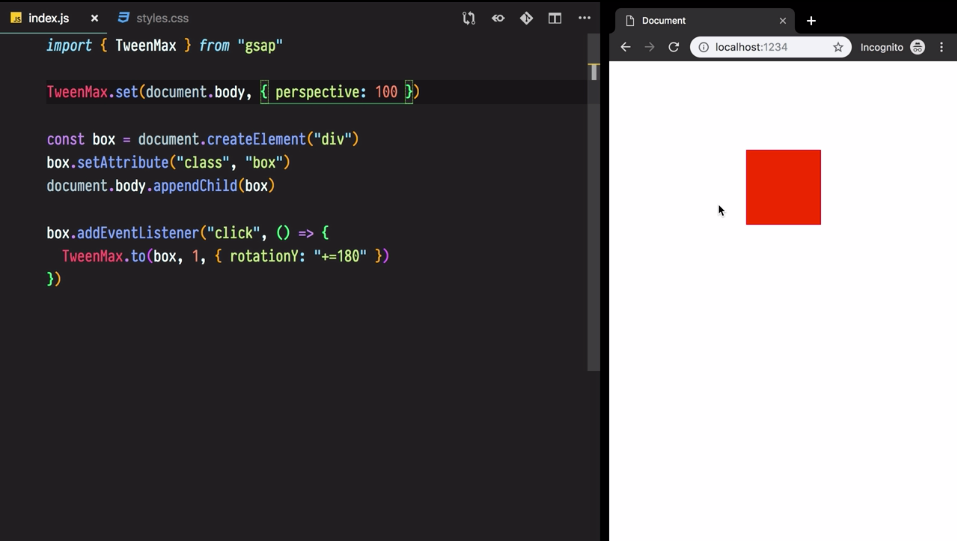 JS index.js × styles.css
import { TweenMax } from "gsap"
TweenMax.set(document.body, { perspective: 100 })
const box = document.createElement("div")
box.setAttribute("class", "box")
document.body.appendChild(box)
box.addEventListener("click", () => {
TweenMax.to(box, 1, { rotationY: "+=180" })
})
Document
localhost:1234 Incognito